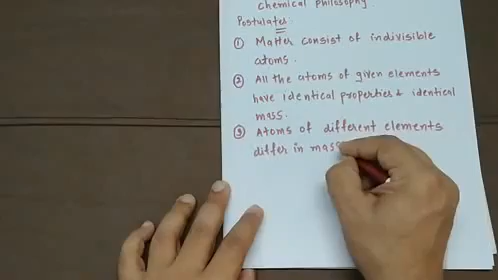 chemical philosophy
Postulates:
① Matter consist of indivisible
atoms.
② All the atoms of given elements
have identical properties & identical
mass.
③ Atoms of different elements
differ in mass